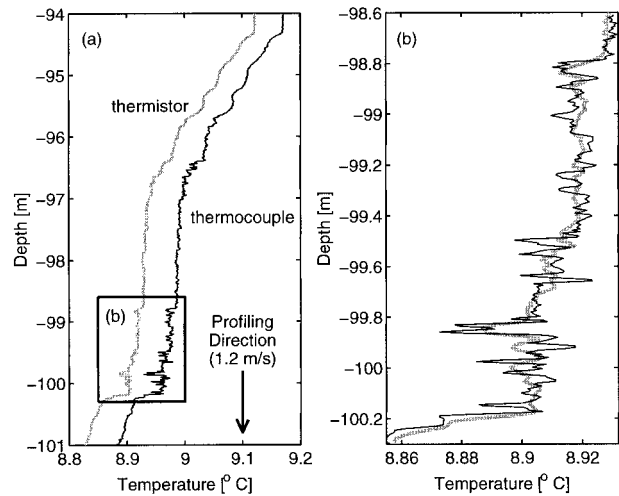 (a)
thermistor
thermocouple
(b)
Profiling
Direction
(1.2 m/s)
-94
-95
-96
-97
-98
-99
-100
-101
8.8
8.9
9
9.1
9.2
Depth [m]
Temperature [° C]
(b)
-98.6
-98.8
-99
-99.2
-99.4
-99.6
-99.8
-100
-100.2
8.86
8.88
8.9
8.92
Depth [m]
Temperature [° C]